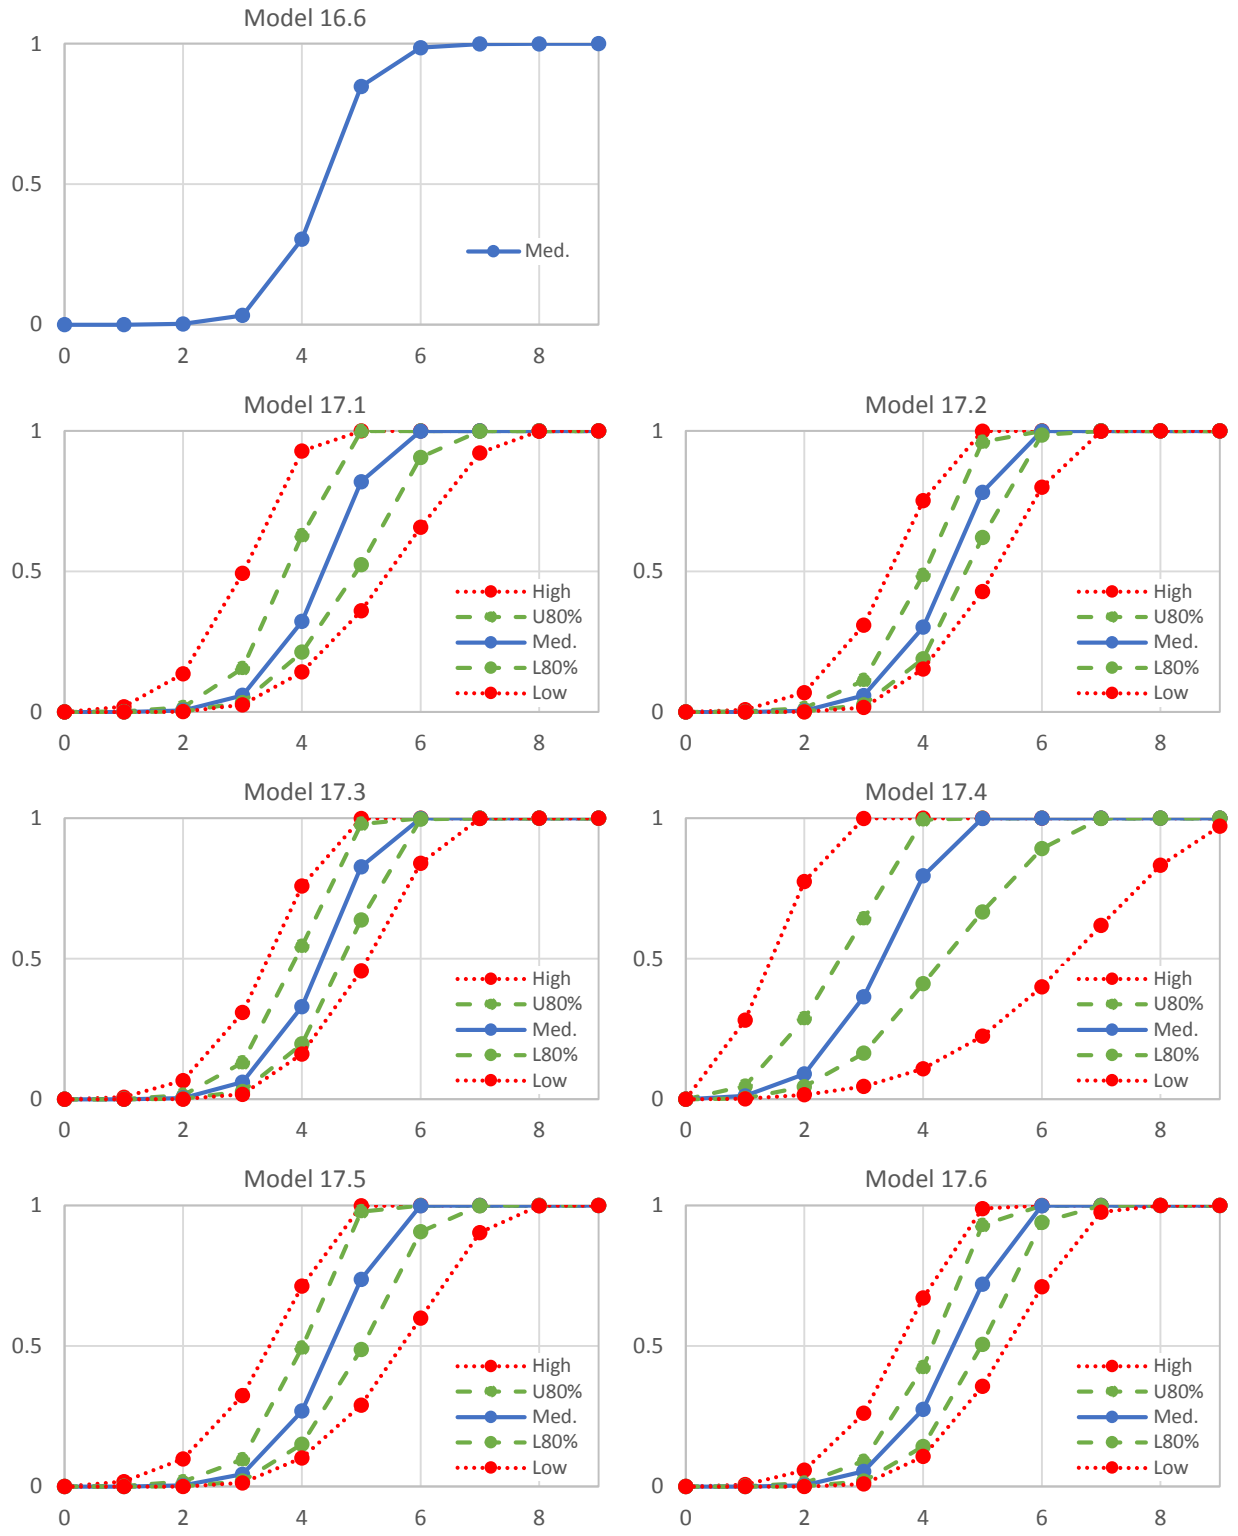 Model 16.6
1
0.5
0
Med.
0 2 4 6 8
Model 17.1
1
0.5
0
High
U80%
Med.
L80%
Low
0 2 4 6 8
Model 17.2
1
0.5
0
High
U80%
Med.
L80%
Low
0 2 4 6 8
Model 17.3
1
0.5
0
High
U80%
Med.
L80%
Low
0 2 4 6 8
Model 17.4
1
0.5
0
High
U80%
Med.
L80%
Low
0 2 4 6 8
Model 17.5
1
0.5
0
High
U80%
Med.
L80%
Low
0 2 4 6 8
Model 17.6
1
0.5
0
High
U80%
Med.
L80%
Low
0 2 4 6 8